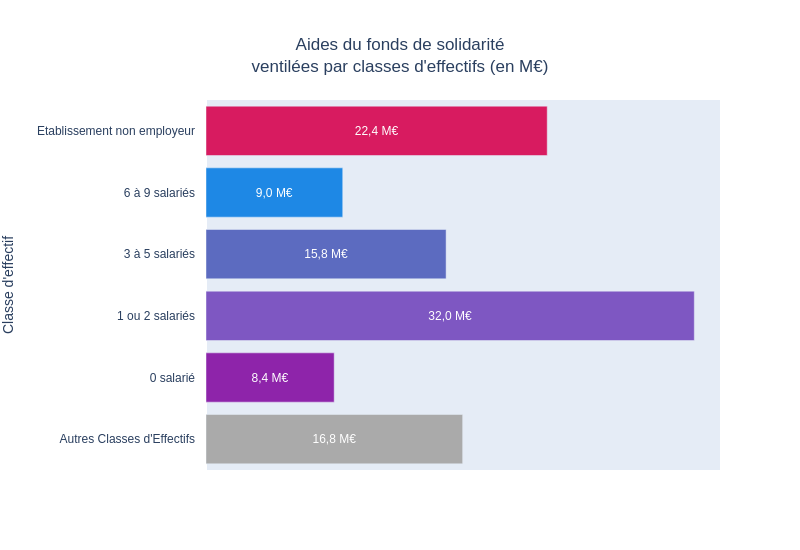 Aides du fonds de solidarité
ventilées par classes d'effectifs (en M€)
Classe d'effectif
Etablissement non employeur
22,4 M€
6 à 9 salariés
9,0 M€
3 à 5 salariés
15,8 M€
1 ou 2 salariés
32,0 M€
0 salarié
8,4 M€
Autres Classes d'Effectifs
16,8 M€